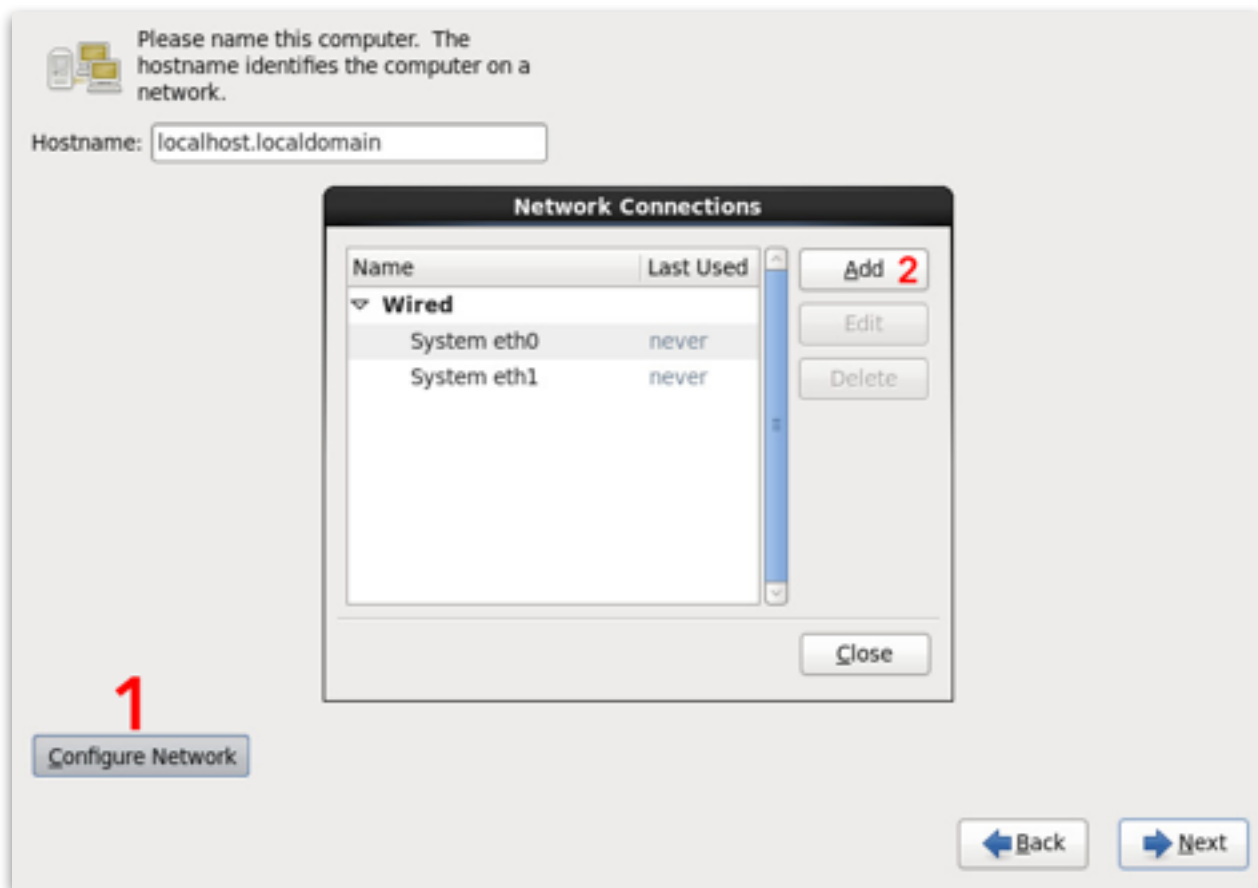 Please name this computer. The
hostname identifies the computer on a
network.
Hostname: localhost.localdomain
Network Connections
Name Last Used
Wired
System eth0 never
System eth1 never
Add 2
Edit
Delete
Close
1
Configure Network
Back Next